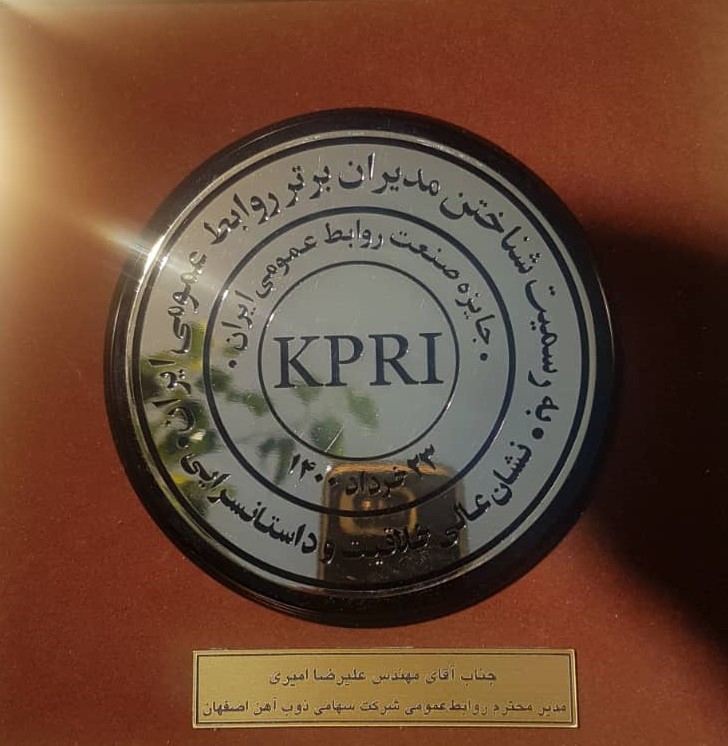 به رسمیت شناختن مدیران برتر روابط عمومی ایران
جایزه صنعت روابط عمومی ایران
KPRI
۲۳ خرداد ۱۴۰۰
نشان عالی خلاقیت و داستانسرایی
جناب آقای مهندس علیرضا امیری
مدیر محترم روابط عمومی شرکت سهامی ذوب آهن اصفهان